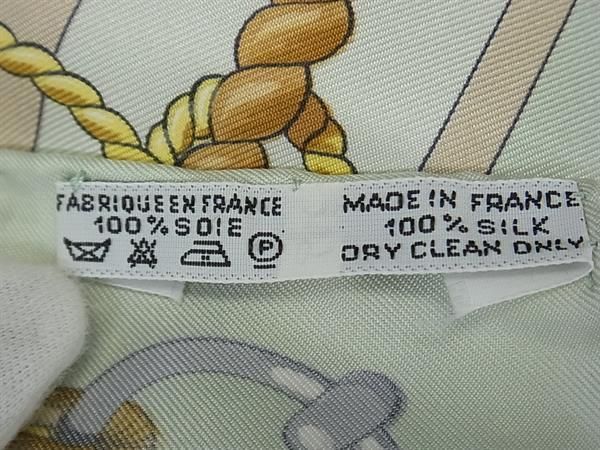 FABRIQUE EN FRANCE
100% SOIE
P
MADE IN FRANCE
100% SILK
DRY CLEAN ONLY